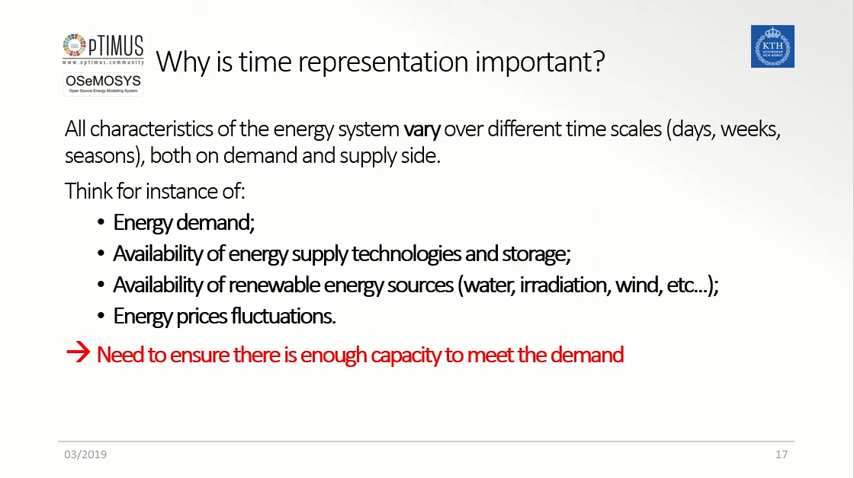 OPTIMUS
www.optimus.community
OSeMOSYS
Open Source Energy Modelling System
Why is time representation important?
KTH
All characteristics of the energy system vary over different time scales (days, weeks,
seasons), both on demand and supply side.
Think for instance of:
• Energy demand;
• Availability of energy supply technologies and storage;
• Availability of renewable energy sources (water, irradiation, wind, etc...);
• Energy prices fluctuations.
→ Need to ensure there is enough capacity to meet the demand
03/2019
17